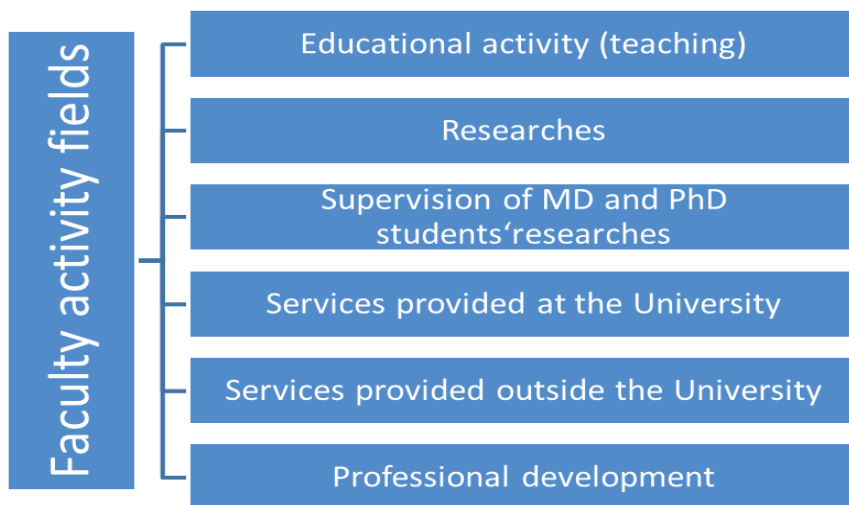 Faculty activity fields
Educational activity (teaching)
Researches
Supervision of MD and PhD
students‘researches
Services provided at the University
Services provided outside the University
Professional development